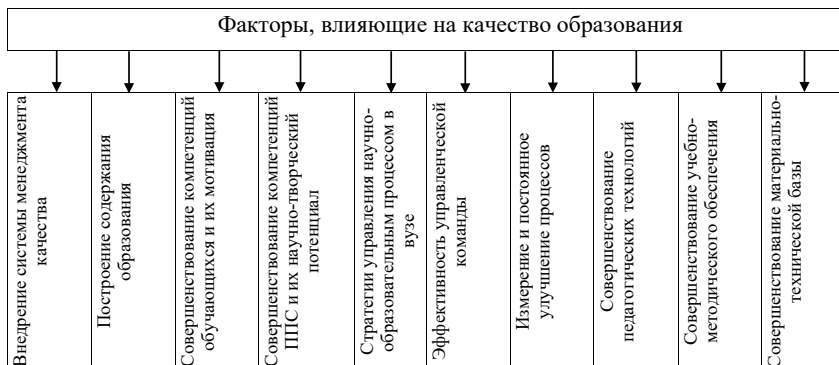 Факторы, влияющие на качество образования
Внедрение системы менеджмента
качества
Построение содержания
образования
Совершенствование компетенций
обучающихся и их мотивация
Совершенствование компетенций
ППС и их научно-творческий
потенциал
Стратегии управления научно-
образовательным процессом в
вузе
Эффективность управленческой
команды
Измерение и постоянное
улучшение процессов
Совершенствование
педагогических технологий
Совершенствование учебно-
методического обеспечения
Совершенствование материально-
технической базы